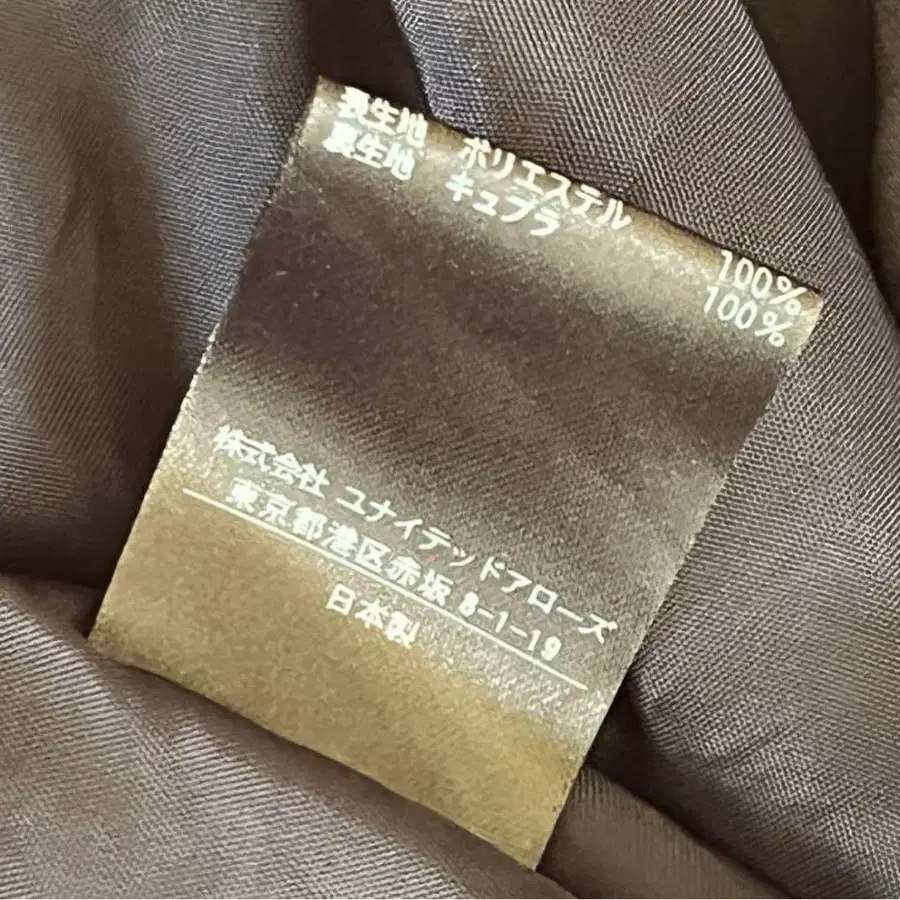 表生地 ポリエステル 100%
裏生地 キュプラ 100%
株式会社 ユナイテッドアローズ
東京都港区赤坂 8-1-19
日本製